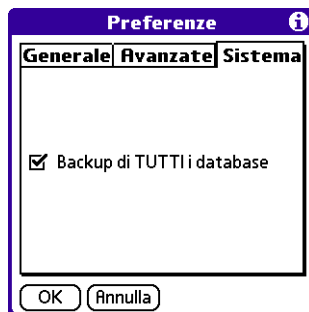 Preferenze
Generale Avanzate Sistema
Backup di TUTTI i database
OK Annulla